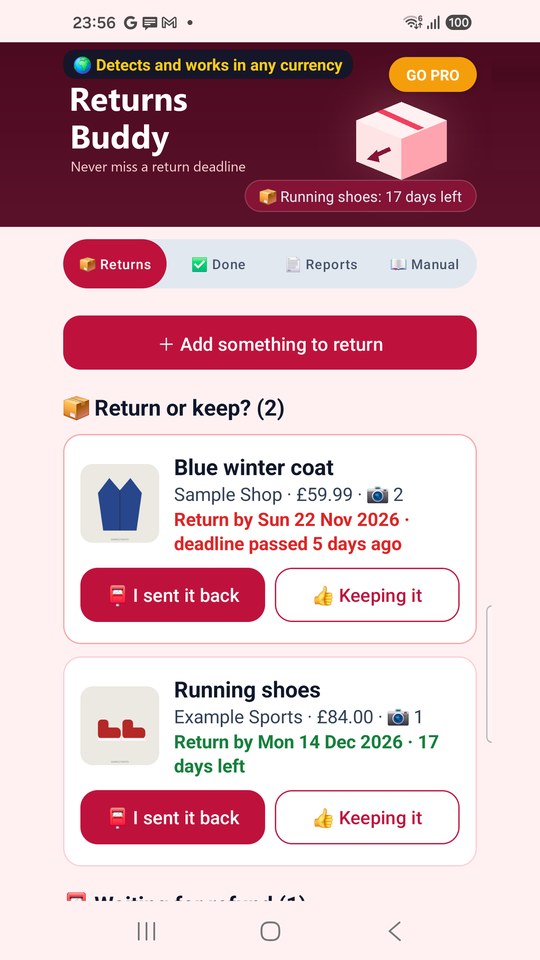 23:56
100
🌍 Detects and works in any currency
GO PRO
Returns
Buddy
Never miss a return deadline
📦 Running shoes: 17 days left
📦 Returns
✅ Done
🧾 Reports
📖 Manual
+ Add something to return
📦 Return or keep? (2)
Blue winter coat
Sample Shop · £59.99 · 📷 2
Return by Sun 22 Nov 2026 ·
deadline passed 5 days ago
📮 I sent it back
👍 Keeping it
Running shoes
Example Sports · £84.00 · 📷 1
Return by Mon 14 Dec 2026 · 17
days left
📮 I sent it back
👍 Keeping it
📮 Waiting for refund (1)